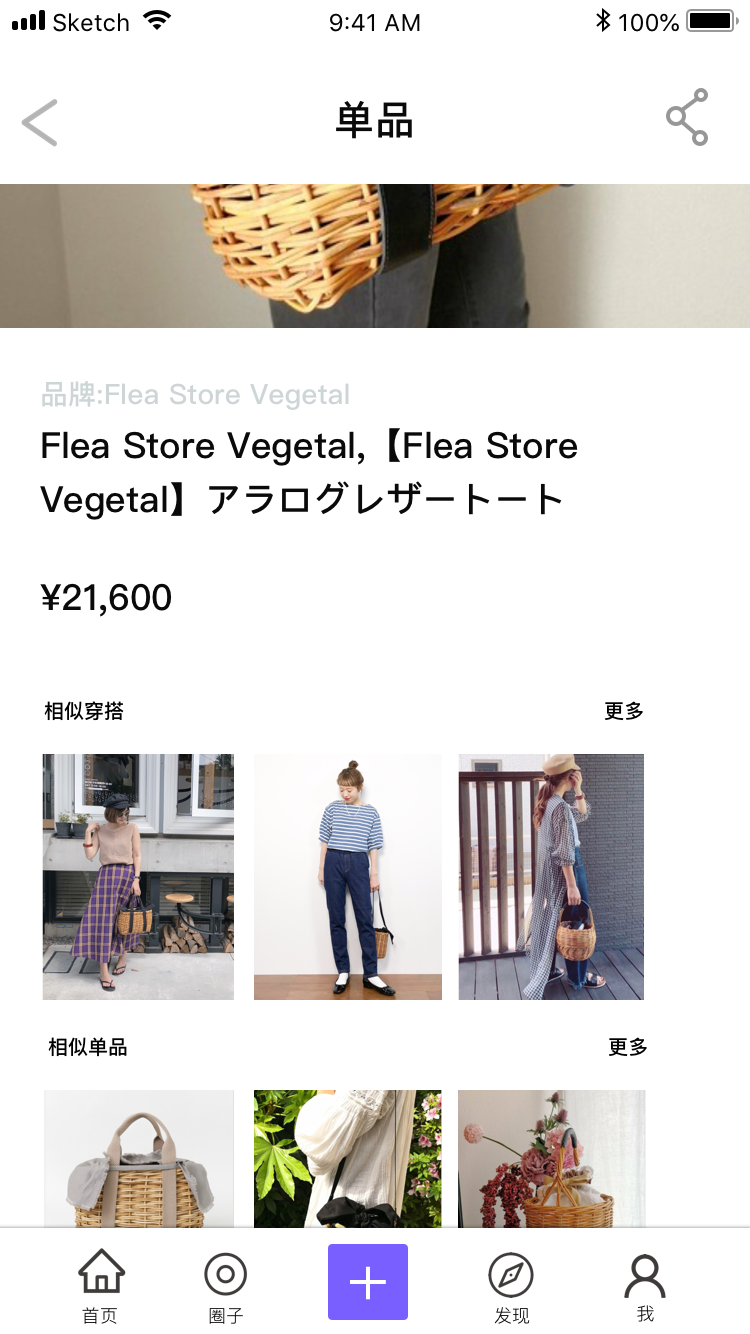 Sketch 9:41 AM 100%
单品
品牌:Flea Store Vegetal
Flea Store Vegetal,【Flea Store
Vegetal】アラログレザートート
¥21,600
相似穿搭 更多
相似单品 更多
首页 圈子 发现 我